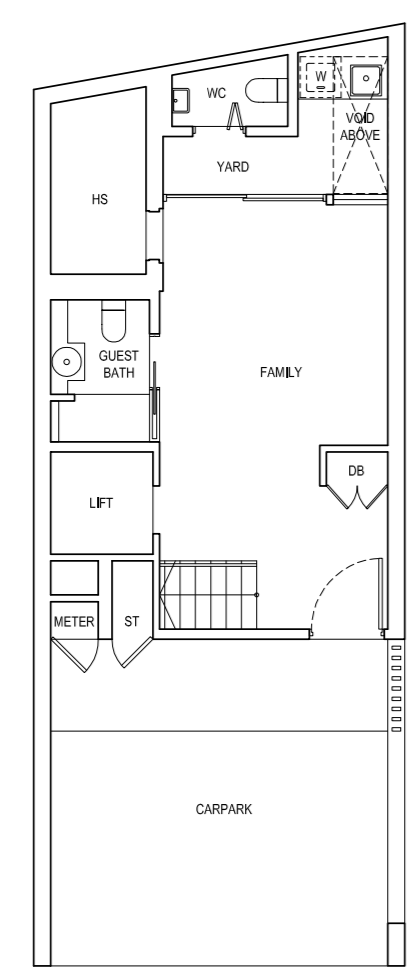 W
WC
VOID
ABOVE
YARD
HS
GUEST
BATH
FAMILY
DB
LIFT
METER
ST
CARPARK